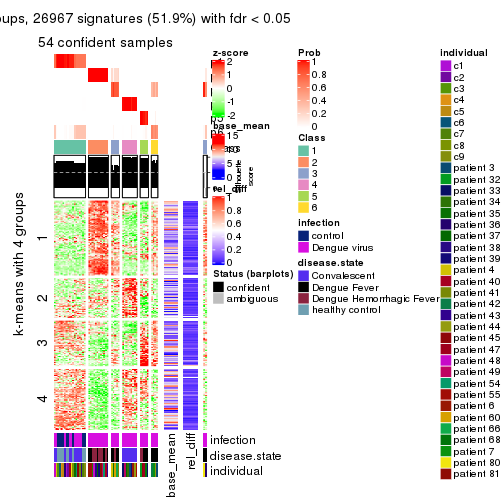 oups, 26967 signatures (51.9%) with fdr < 0.05
54 confident samples
k-means with 4 groups
1
2
3
4
infection
disease.state
individual
base_mean
rel_diff
z-score
2
1
0
-1
-2
base_mean
15
10
5
0
silhouette
score
rel_diff
1
0.8
0.6
0.4
0.2
0
Status (barplots)
confident
ambiguous
Prob
1
0.8
0.6
0.4
0.2
0
Class
1
2
3
4
5
6
infection
control
Dengue virus
disease.state
Convalescent
Dengue Fever
Dengue Hemorrhagic Fever
healthy control
individual
c1
c2
c3
c4
c5
c6
c7
c8
c9
patient 3
patient 32
patient 33
patient 34
patient 35
patient 36
patient 37
patient 38
patient 39
patient 4
patient 40
patient 41
patient 42
patient 43
patient 44
patient 45
patient 47
patient 48
patient 49
patient 54
patient 55
patient 6
patient 60
patient 66
patient 68
patient 7
patient 80
patient 81